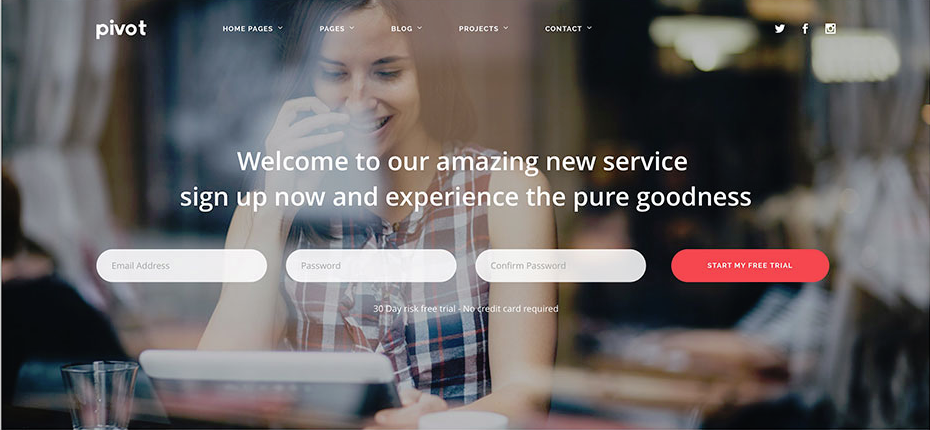 pivot
HOME PAGES
PAGES
BLOG
PROJECTS
CONTACT
Welcome to our amazing new service
sign up now and experience the pure goodness
Email Address
Password
Confirm Password
START MY FREE TRIAL
30 Day risk free trial - No credit card required